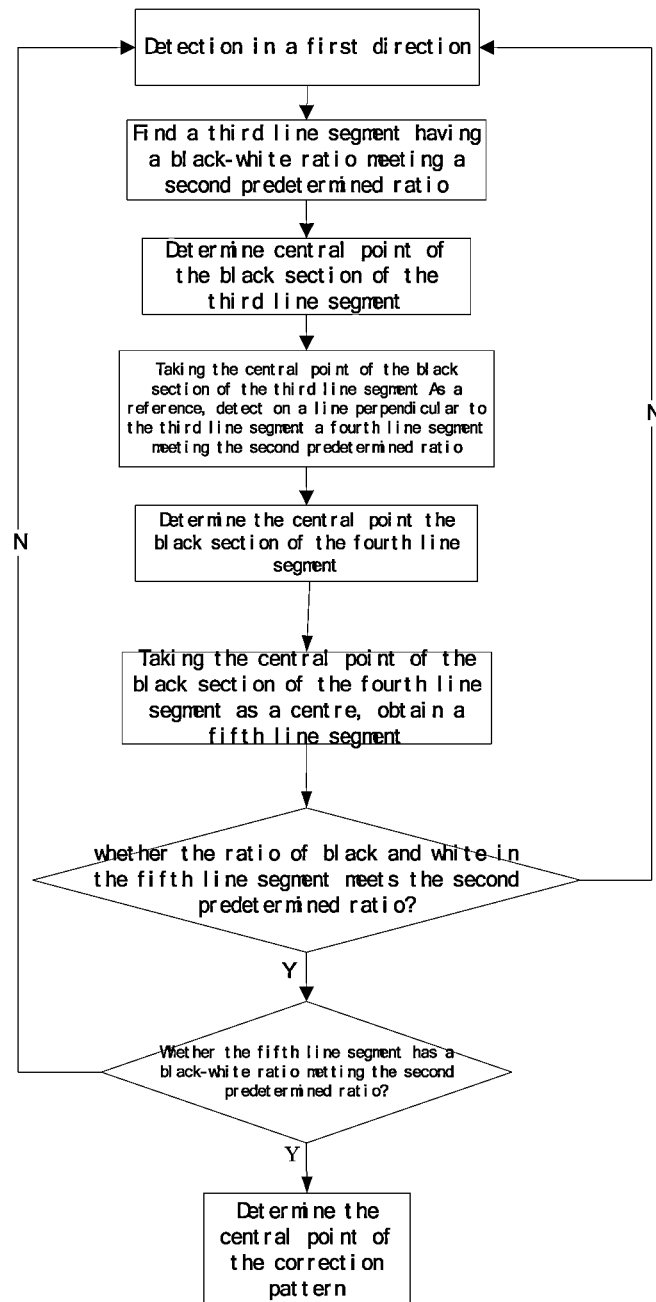 Detection in a first direction
Find a third line segment having
a black-white ratio meeting a
second predetermined ratio
Determine central point of
the black section of the
third line segment
Taking the central point of the black
section of the third line segment As a
reference, detect on a line perpendicular to
the third line segment a fourth line segment
meeting the second predetermined ratio
N
N
Determine the central point the
black section of the fourth line
segment
Taking the central point of the
black section of the fourth line
segment as a centre, obtain a
fifth line segment
whether the ratio of black and white in
the fifth line segment meets the second
predetermined ratio?
Y
Whether the fifth line segment has a
black-white ratio metting the second
predetermined ratio?
Y
Determine the
central point of
the correction
pattern